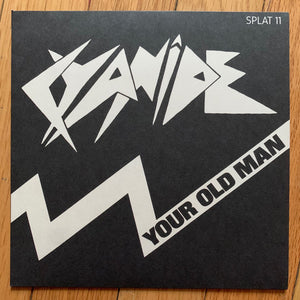 SPLAT 11
CYANIDE
YOUR OLD MAN